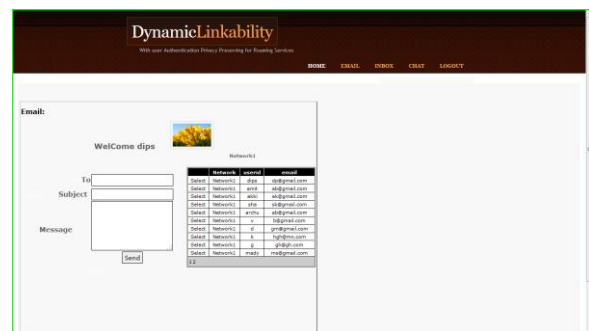 DynamicLinkability
With user Authentication Privacy Preserving for Roaming Services
HOME EMAIL INBOX CHAT LOGOUT
Email:
WelCome dips
Network1
To
Subject
Message
Send
Network userid email
Select Network1 dips dp@gmail.com
Select Network1 amit ab@gmail.com
Select Network1 akki ak@gmail.com
Select Network1 sha sk@gmail.com
Select Network1 archu ab@gmail.com
Select Network1 v b@gmail.com
Select Network1 d gm@gmail.com
Select Network1 k hgh@mn.com
Select Network1 g gh@gh.com
Select Network1 mady ma@gmail.com
1 2